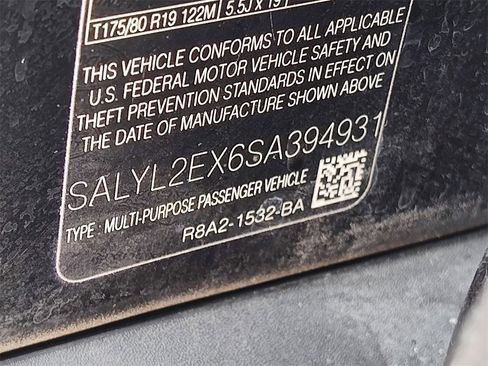 T175/80 R19 122M 5.5J x 19
THIS VEHICLE CONFORMS TO ALL APPLICABLE
U.S. FEDERAL MOTOR VEHICLE SAFETY AND
THEFT PREVENTION STANDARDS IN EFFECT ON
THE DATE OF MANUFACTURE SHOWN ABOVE.
SALYL2EX6SA394931
TYPE : MULTI-PURPOSE PASSENGER VEHICLE
R8A2-1532-BA